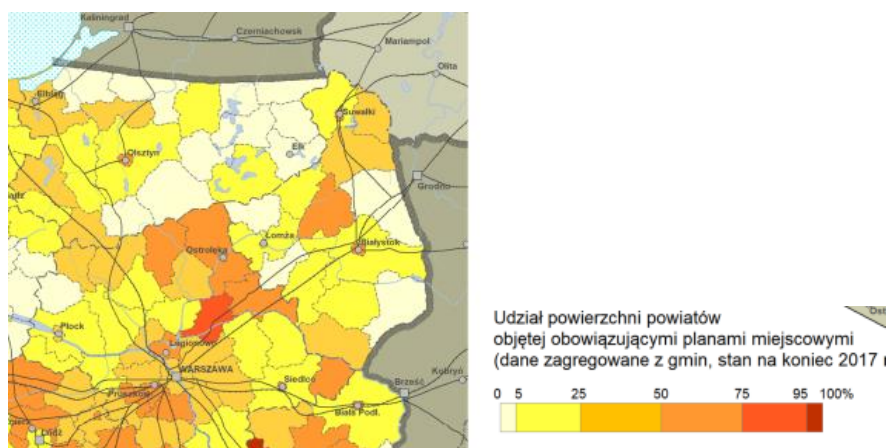 Kaliningrad
Czerniachowsk
Mariampol
Olita
Elbląg
Suwałki
Olsztyn
Ełk
Grodno
Łomża
Białystok
Ostrołęka
Płock
Legionowo
WARSZAWA
Pruszków
Siedlce
Brześć
Kobryń
Biała Podl.
Łódź
Udział powierzchni powiatów
objętej obowiązującymi planami miejscowymi
(dane zagregowane z gmin, stan na koniec 2017 r
0 5 25 50 75 95 100%